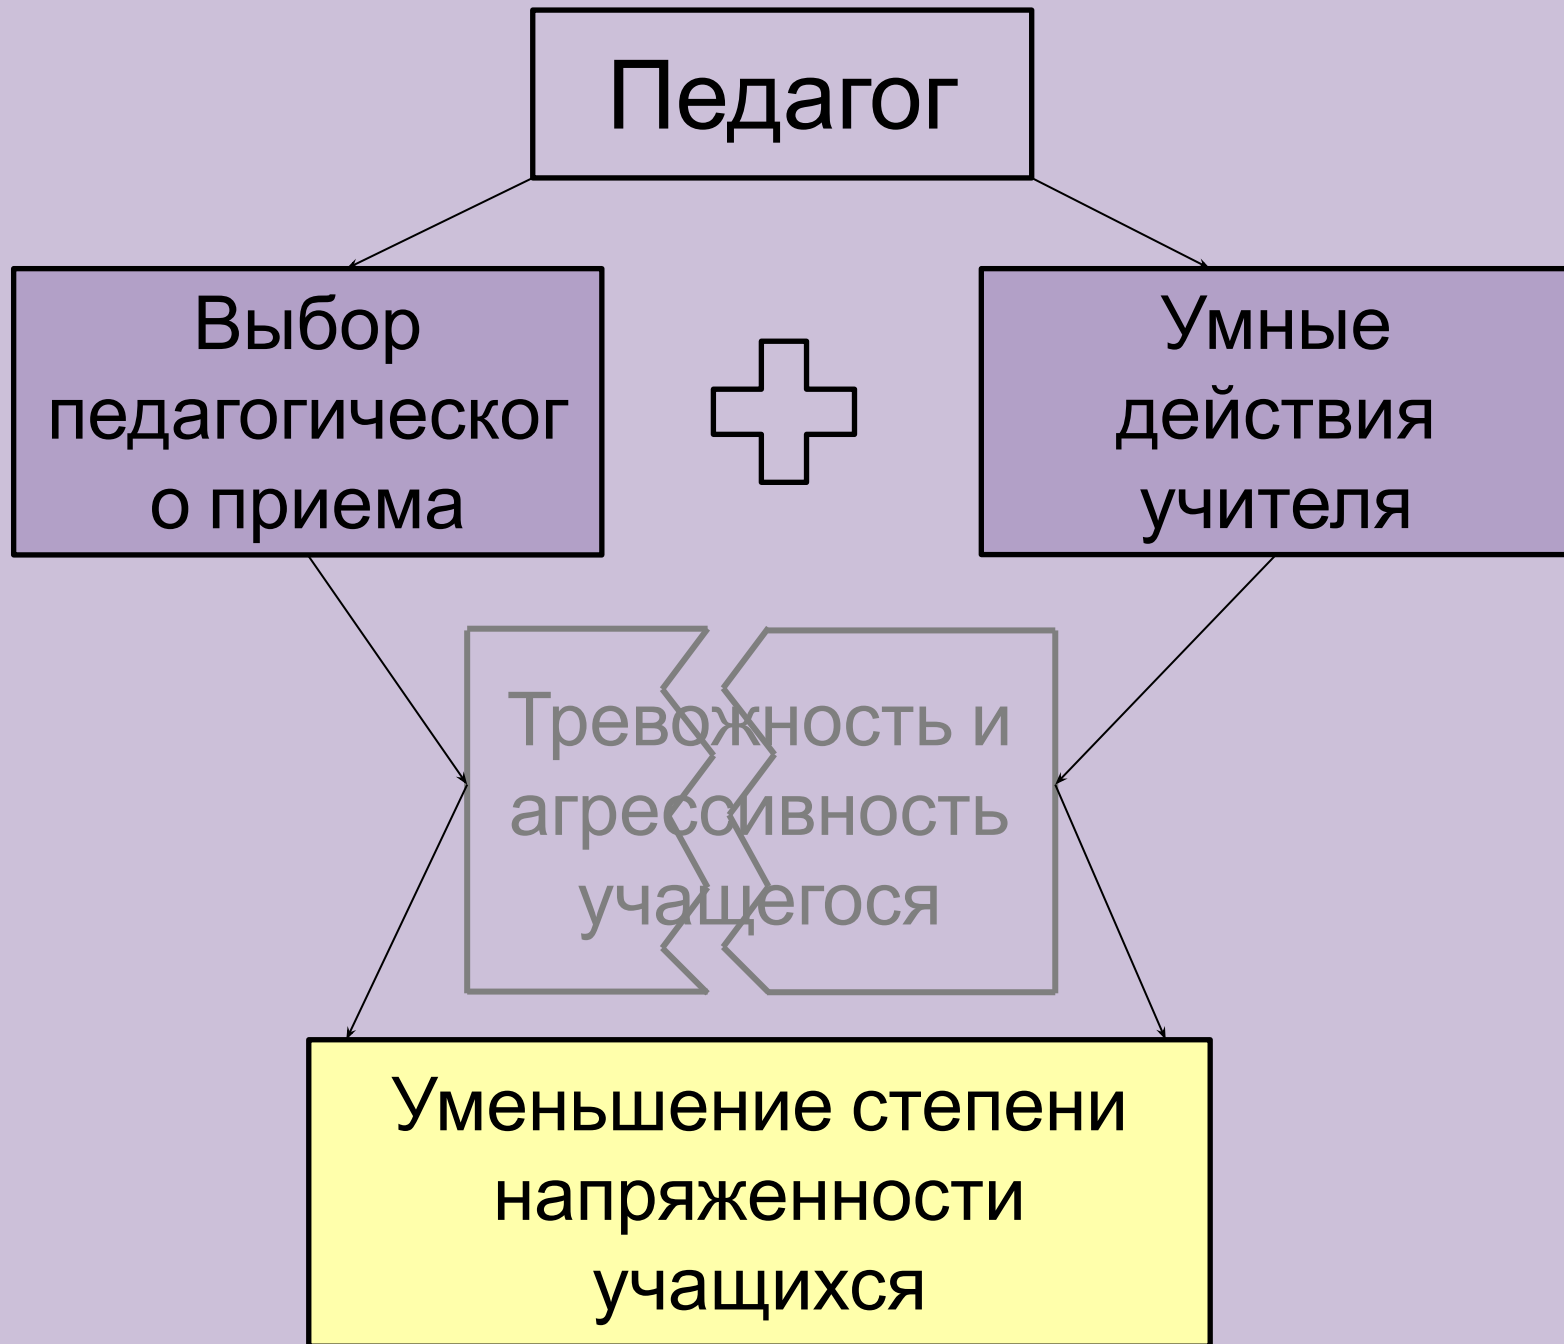 Педагог
Выбор
педагогическог
о приема
Умные
действия
учителя
Тревожность и
агрессивность
учащегося
Уменьшение степени
напряженности
учащихся